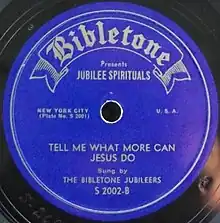 Bibletone
Presents
JUBILEE SPIRITUALS
NEW YORK CITY
(Plate No. S 2001)
U. S. A.
TELL ME WHAT MORE CAN
JESUS DO
Sung by
THE BIBLETONE JUBILEERS
S 2002-B